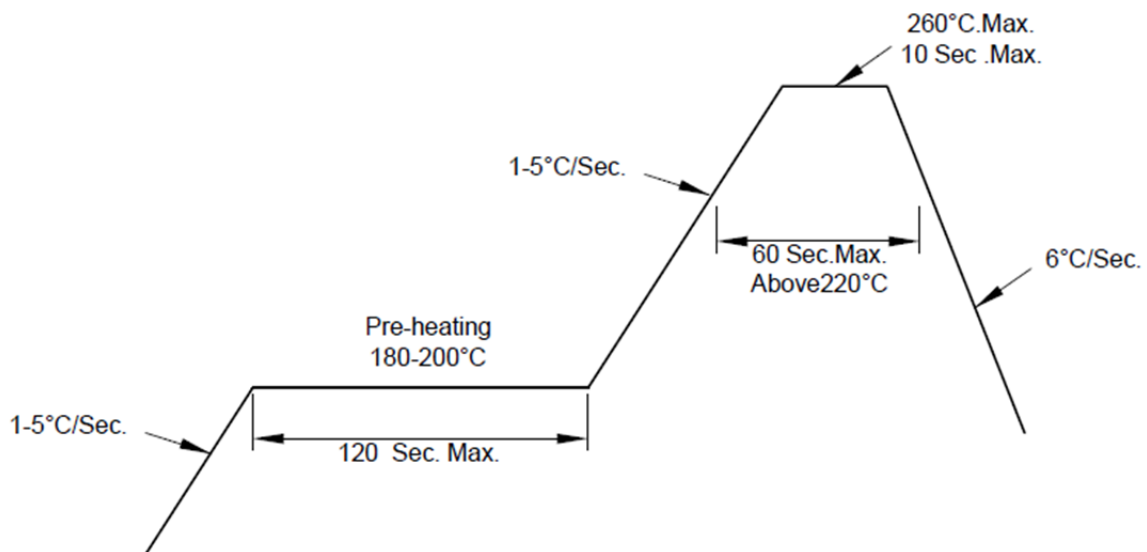 260°C.Max.
10 Sec .Max.
1-5°C/Sec.
60 Sec.Max.
Above220°C
6°C/Sec.
Pre-heating
180-200°C
1-5°C/Sec.
120 Sec. Max.